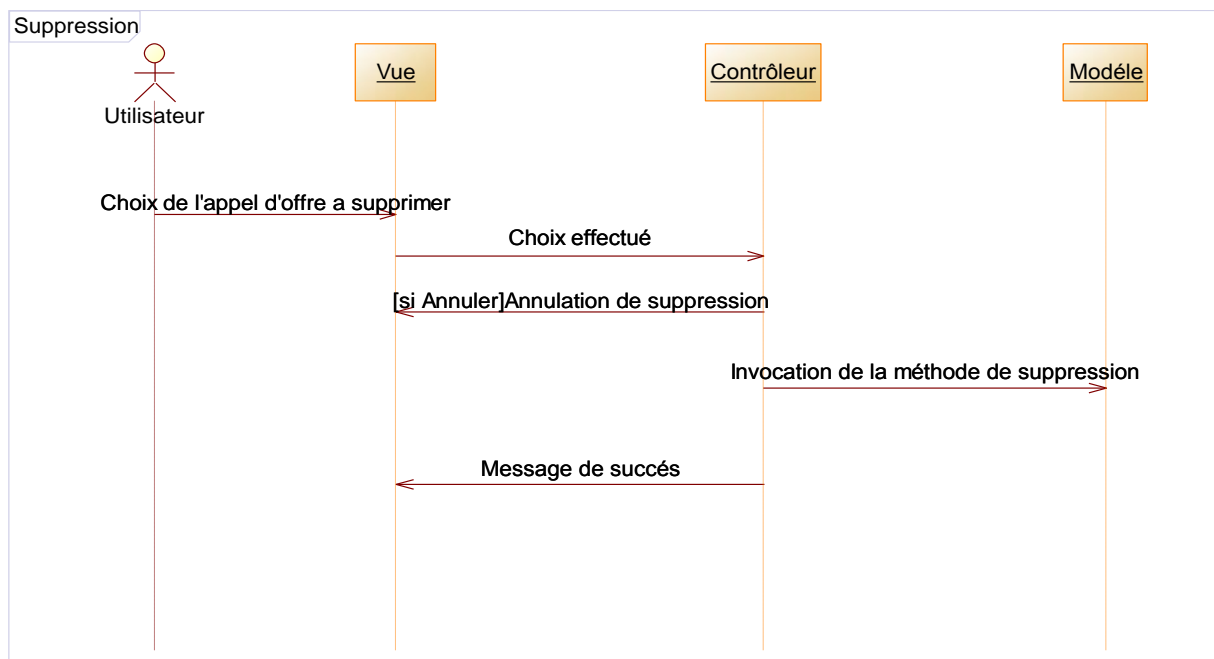 Suppression
Utilisateur
Vue
Contrôleur
Modéle
Choix de l'appel d'offre a supprimer
Choix effectué
[si Annuler]Annulation de suppression
Invocation de la méthode de suppression
Message de succés